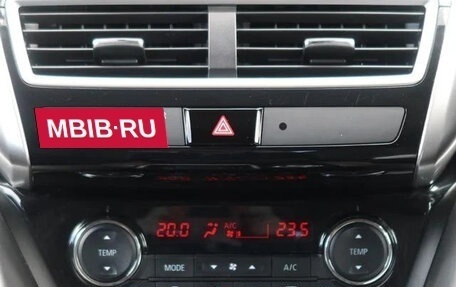 MBIB·RU
20.0 A/C 23.5
TEMP TEMP
MODE A/C